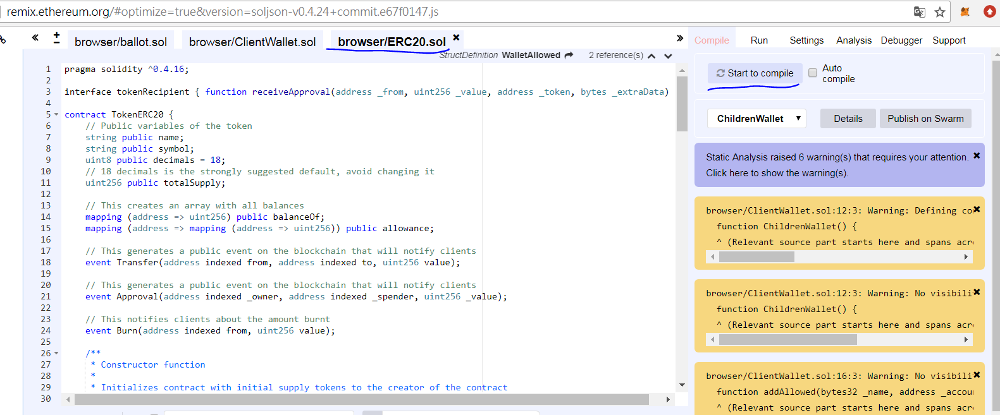 remix.ethereum.org/#optimize=true&version=soljson-v0.4.24+commit.e67f0147.js
browser/ballot.sol browser/ClientWallet.sol browser/ERC20.sol
StructDefinition WalletAllowed 2 reference(s)
1 pragma solidity ^0.4.16;
2
3 interface tokenRecipient { function receiveApproval(address _from, uint256 _value, address _token, bytes _extraData)
4
5 contract TokenERC20 {
6 // Public variables of the token
7 string public name;
8 string public symbol;
9 uint8 public decimals = 18;
10 // 18 decimals is the strongly suggested default, avoid changing it
11 uint256 public totalSupply;
12
13 // This creates an array with all balances
14 mapping (address => uint256) public balanceOf;
15 mapping (address => mapping (address => uint256)) public allowance;
16
17 // This generates a public event on the blockchain that will notify clients
18 event Transfer(address indexed from, address indexed to, uint256 value);
19
20 // This generates a public event on the blockchain that will notify clients
21 event Approval(address indexed _owner, address indexed _spender, uint256 _value);
22
23 // This notifies clients about the amount burnt
24 event Burn(address indexed from, uint256 value);
25
26 /**
27 * Constructor function
28 *
29 * Initializes contract with initial supply tokens to the creator of the contract
30
Compile Run Settings Analysis Debugger Support
Start to compile Auto compile
ChildrenWallet Details Publish on Swarm
Static Analysis raised 6 warning(s) that requires your attention.
Click here to show the warning(s).
browser/ClientWallet.sol:12:3: Warning: Defining
function ChildrenWallet() {
^ (Relevant source part starts here and spans
browser/ClientWallet.sol:12:3: Warning: No
function ChildrenWallet() {
^ (Relevant source part starts here and spans
browser/ClientWallet.sol:16:3: Warning: No
function addAllowed(bytes32 _name, address
^ (Relevant source part starts here and spans